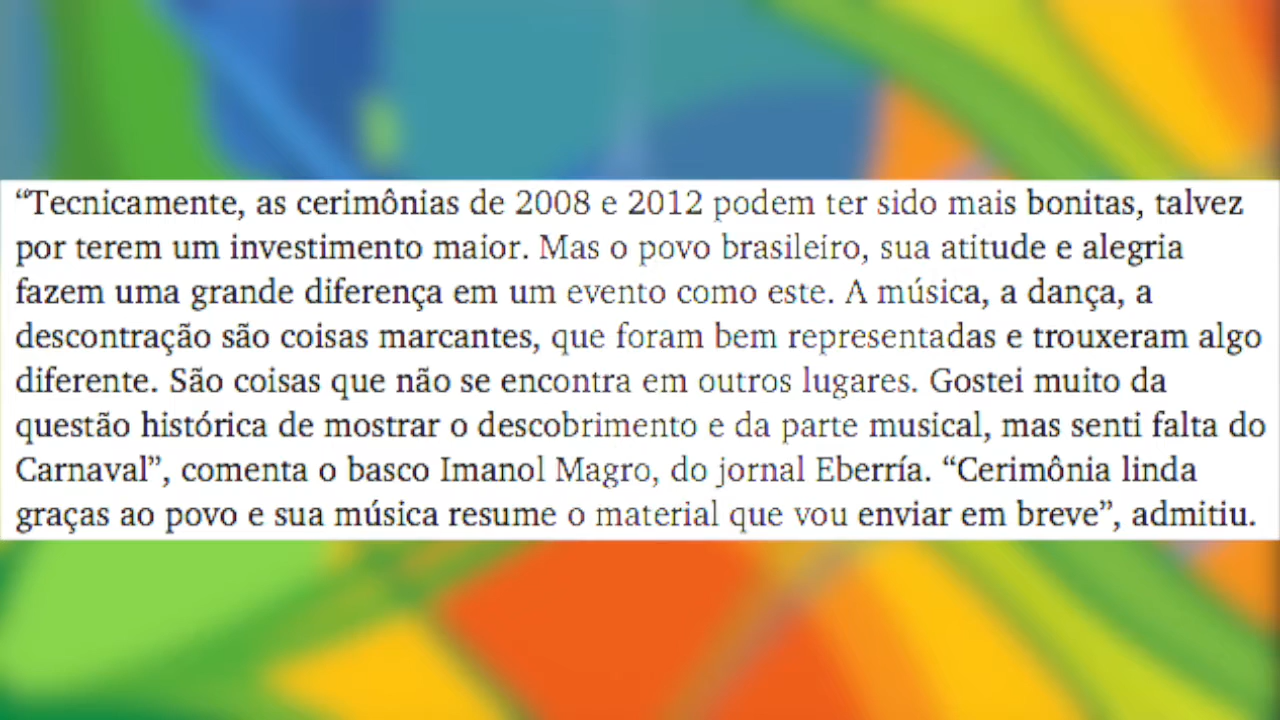 “Tecnicamente, as cerimônias de 2008 e 2012 podem ter sido mais bonitas, talvez
por terem um investimento maior. Mas o povo brasileiro, sua atitude e alegria
fazem uma grande diferença em um evento como este. A música, a dança, a
descontração são coisas marcantes, que foram bem representadas e trouxeram algo
diferente. São coisas que não se encontra em outros lugares. Gostei muito da
questão histórica de mostrar o descobrimento e da parte musical, mas senti falta do
Carnaval”, comenta o basco Imanol Magro, do jornal Eberría. “Cerimônia linda
graças ao povo e sua música resume o material que vou enviar em breve”, admitiu.